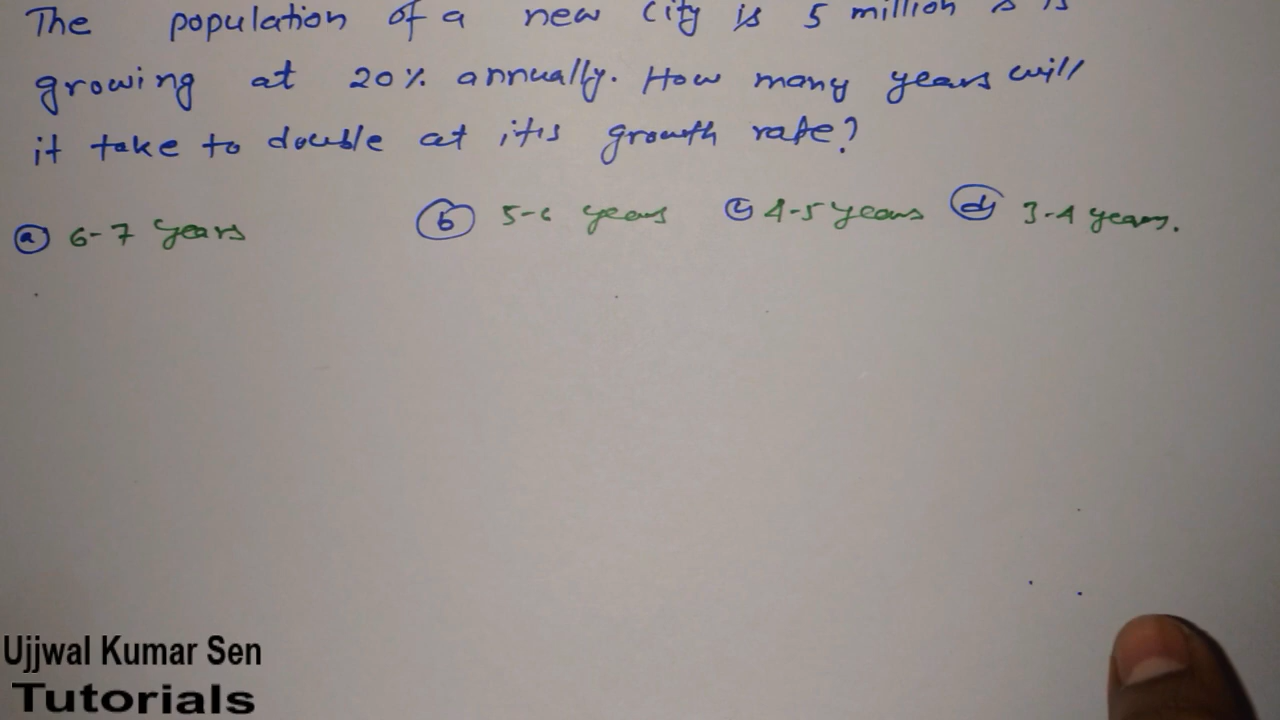 The population of a new city is 5 million & is
growing at 20% annually. How many years will
it take to double at itis growth rate?
(a) 6-7 years (b) 5-6 years (c) 4-5 years (d) 3-4 years.
Ujjwal Kumar Sen
Tutorials